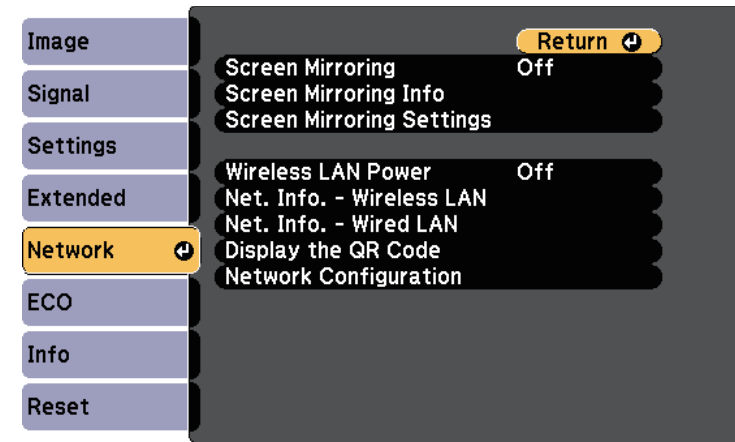 Image
Signal
Settings
Extended
Network
ECO
Info
Reset
Return
Screen Mirroring Off
Screen Mirroring Info
Screen Mirroring Settings
Wireless LAN Power Off
Net. Info. - Wireless LAN
Net. Info. - Wired LAN
Display the QR Code
Network Configuration